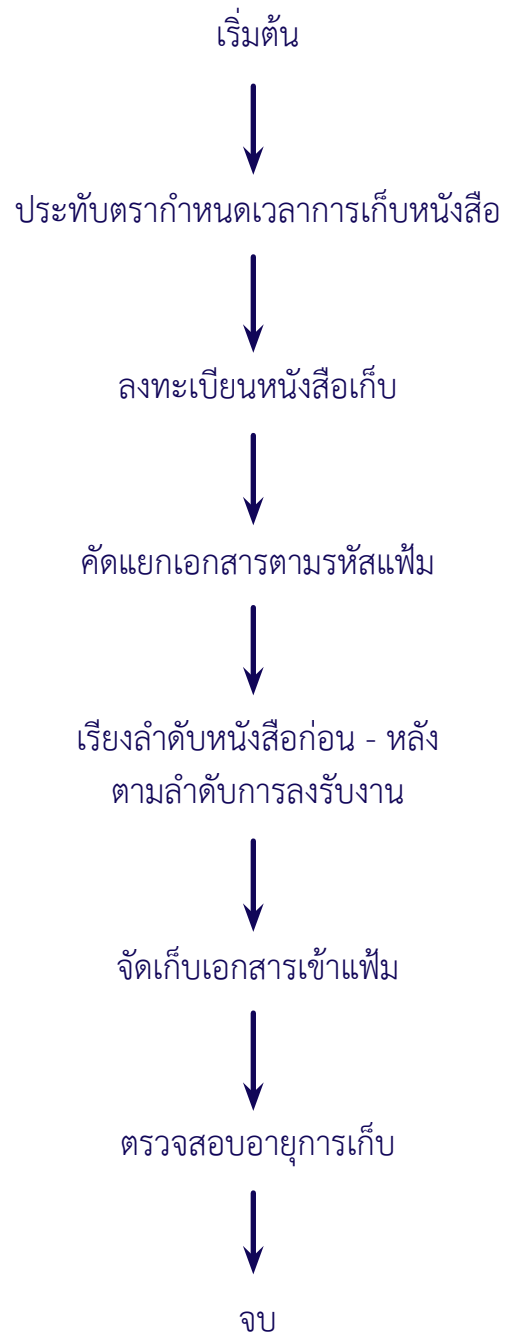 เริ่มต้น
ประทับตรากำหนดเวลาการเก็บหนังสือ
ลงทะเบียนหนังสือเก็บ
คัดแยกเอกสารตามรหัสแฟ้ม
เรียงลำดับหนังสือก่อน - หลัง
ตามลำดับการลงรับงาน
จัดเก็บเอกสารเข้าแฟ้ม
ตรวจสอบอายุการเก็บ
จบ